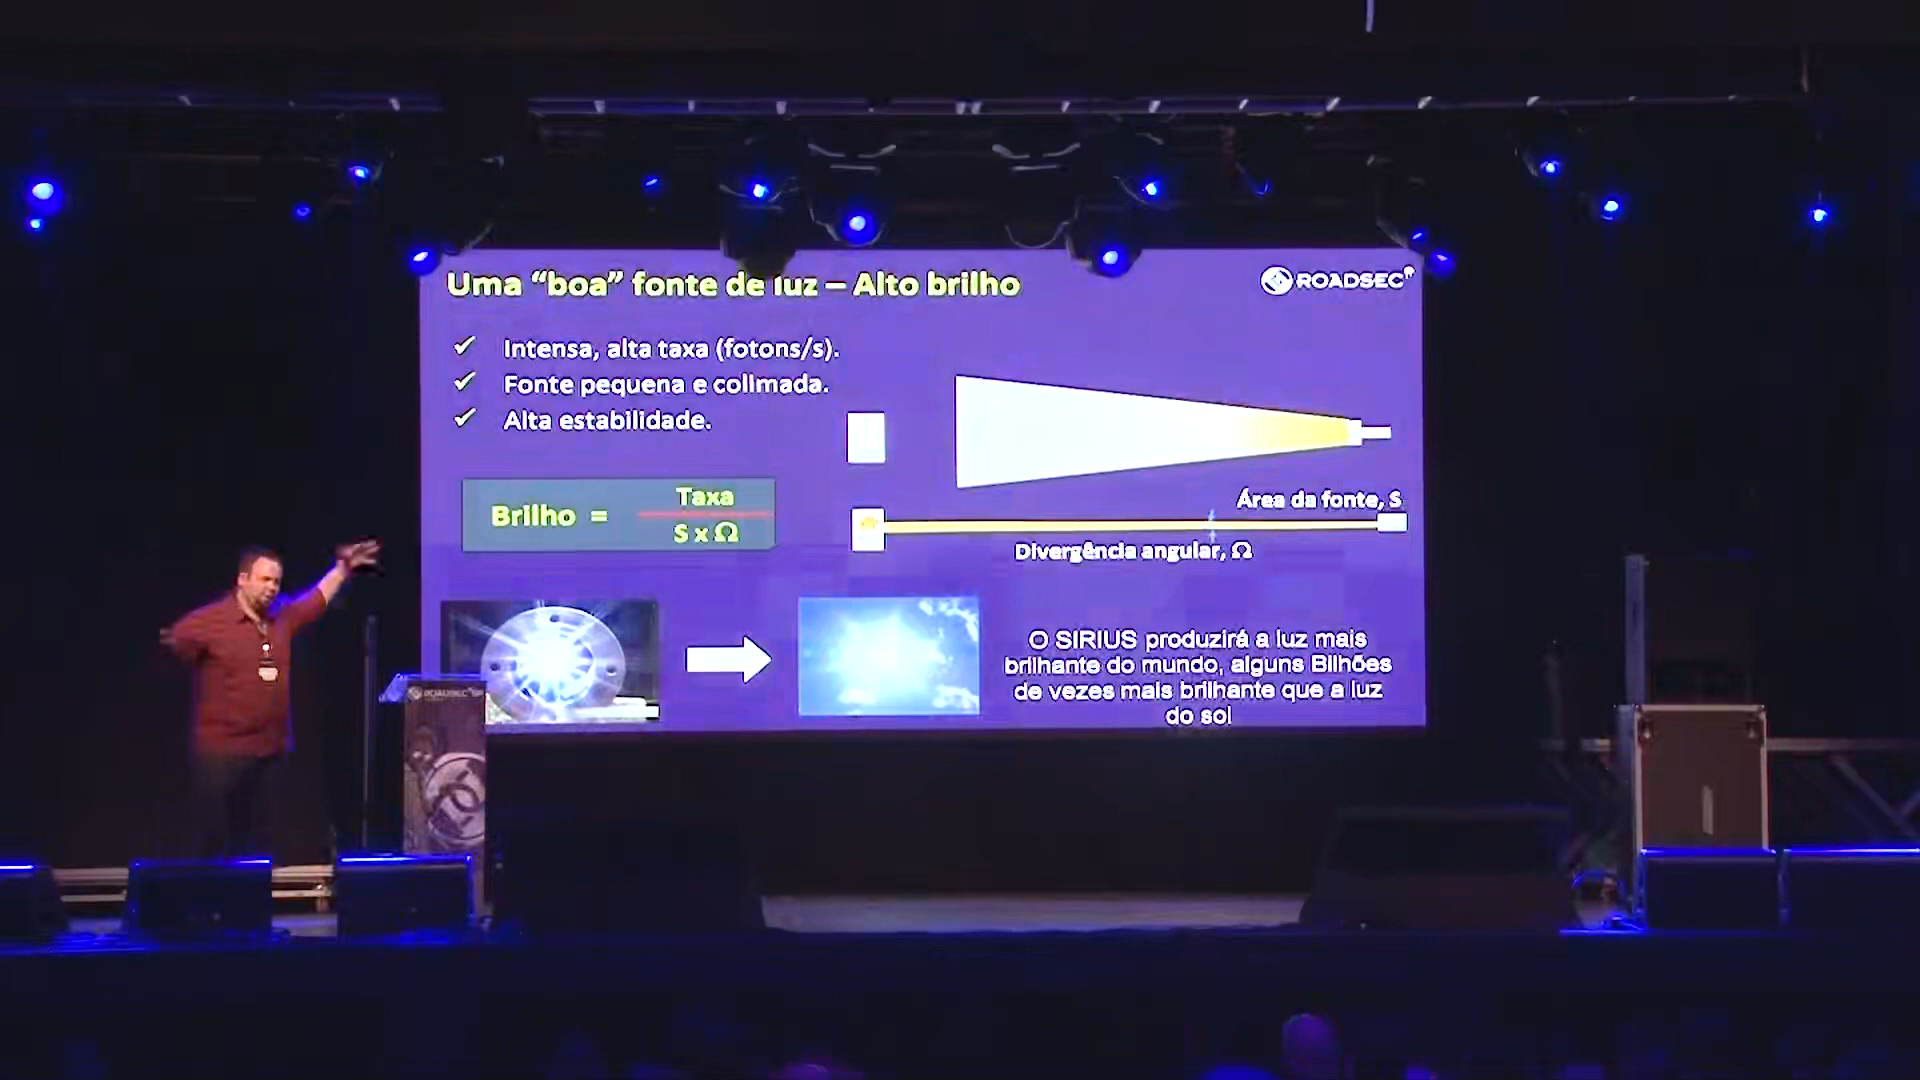 Uma “boa” fonte de luz – Alto brilho
ROADSEC
✓ Intensa, alta taxa (fotons/s).
✓ Fonte pequena e colimada.
✓ Alta estabilidade.
Brilho = Taxa
S x Ω
Área da fonte, S
Divergência angular, Ω
O SIRIUS produzirá a luz mais
brilhante do mundo, alguns Bilhões
de vezes mais brilhante que a luz
do sol
ROADSEC SP